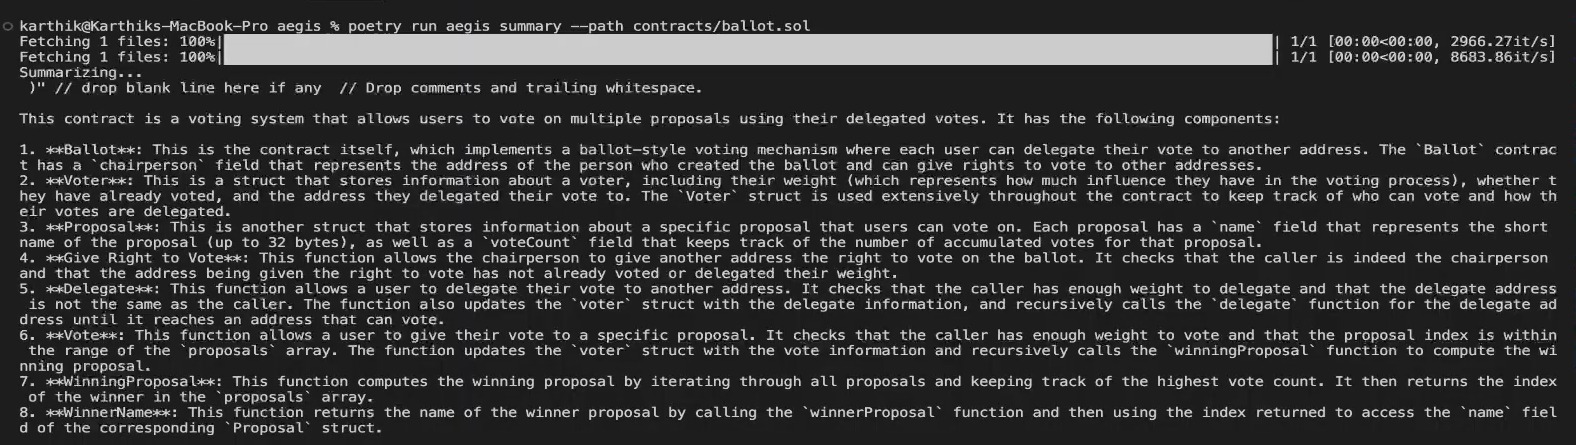 karthik@Karthiks-MacBook-Pro aegis % poetry run aegis summary --path contracts/ballot.sol
Fetching 1 files: 100%| | 1/1 [00:00<00:00, 2966.27it/s]
Fetching 1 files: 100%| | 1/1 [00:00<00:00, 8683.86it/s]
Summarizing...
)" // drop blank line here if any  // Drop comments and trailing whitespace.
This contract is a voting system that allows users to vote on multiple proposals using their delegated votes. It has the following components:
1. **Ballot**: This is the contract itself, which implements a ballot-style voting mechanism where each user can delegate their vote to another address. The `Ballot` contrac
t has a `chairperson` field that represents the address of the person who created the ballot and can give rights to vote to other addresses.
2. **Voter**: This is a struct that stores information about a voter, including their weight (which represents how much influence they have in the voting process), whether t
hey have already voted, and the address they delegated their vote to. The `Voter` struct is used extensively throughout the contract to keep track of who can vote and how th
eir votes are delegated.
3. **Proposal**: This is another struct that stores information about a specific proposal that users can vote on. Each proposal has a `name` field that represents the short
name of the proposal (up to 32 bytes), as well as a `voteCount` field that keeps track of the number of accumulated votes for that proposal.
4. **Give Right to Vote**: This function allows the chairperson to give another address the right to vote on the ballot. It checks that the caller is indeed the chairperson
and that the address being given the right to vote has not already voted or delegated their weight.
5. **Delegate**: This function allows a user to delegate their vote to another address. It checks that the caller has enough weight to delegate and that the delegate address
is not the same as the caller. The function also updates the `voter` struct with the delegate information, and recursively calls the `delegate` function for the delegate ad
dress until it reaches an address that can vote.
6. **Vote**: This function allows a user to give their vote to a specific proposal. It checks that the caller has enough weight to vote and that the proposal index is within
the range of the `proposals` array. The function updates the `voter` struct with the vote information and recursively calls the `winningProposal` function to compute the wi
nning proposal.
7. **WinningProposal**: This function computes the winning proposal by iterating through all proposals and keeping track of the highest vote count. It then returns the index
of the winner in the `proposals` array.
8. **WinnerName**: This function returns the name of the winner proposal by calling the `winnerProposal` function and then using the index returned to access the `name` fiel
d of the corresponding `Proposal` struct.